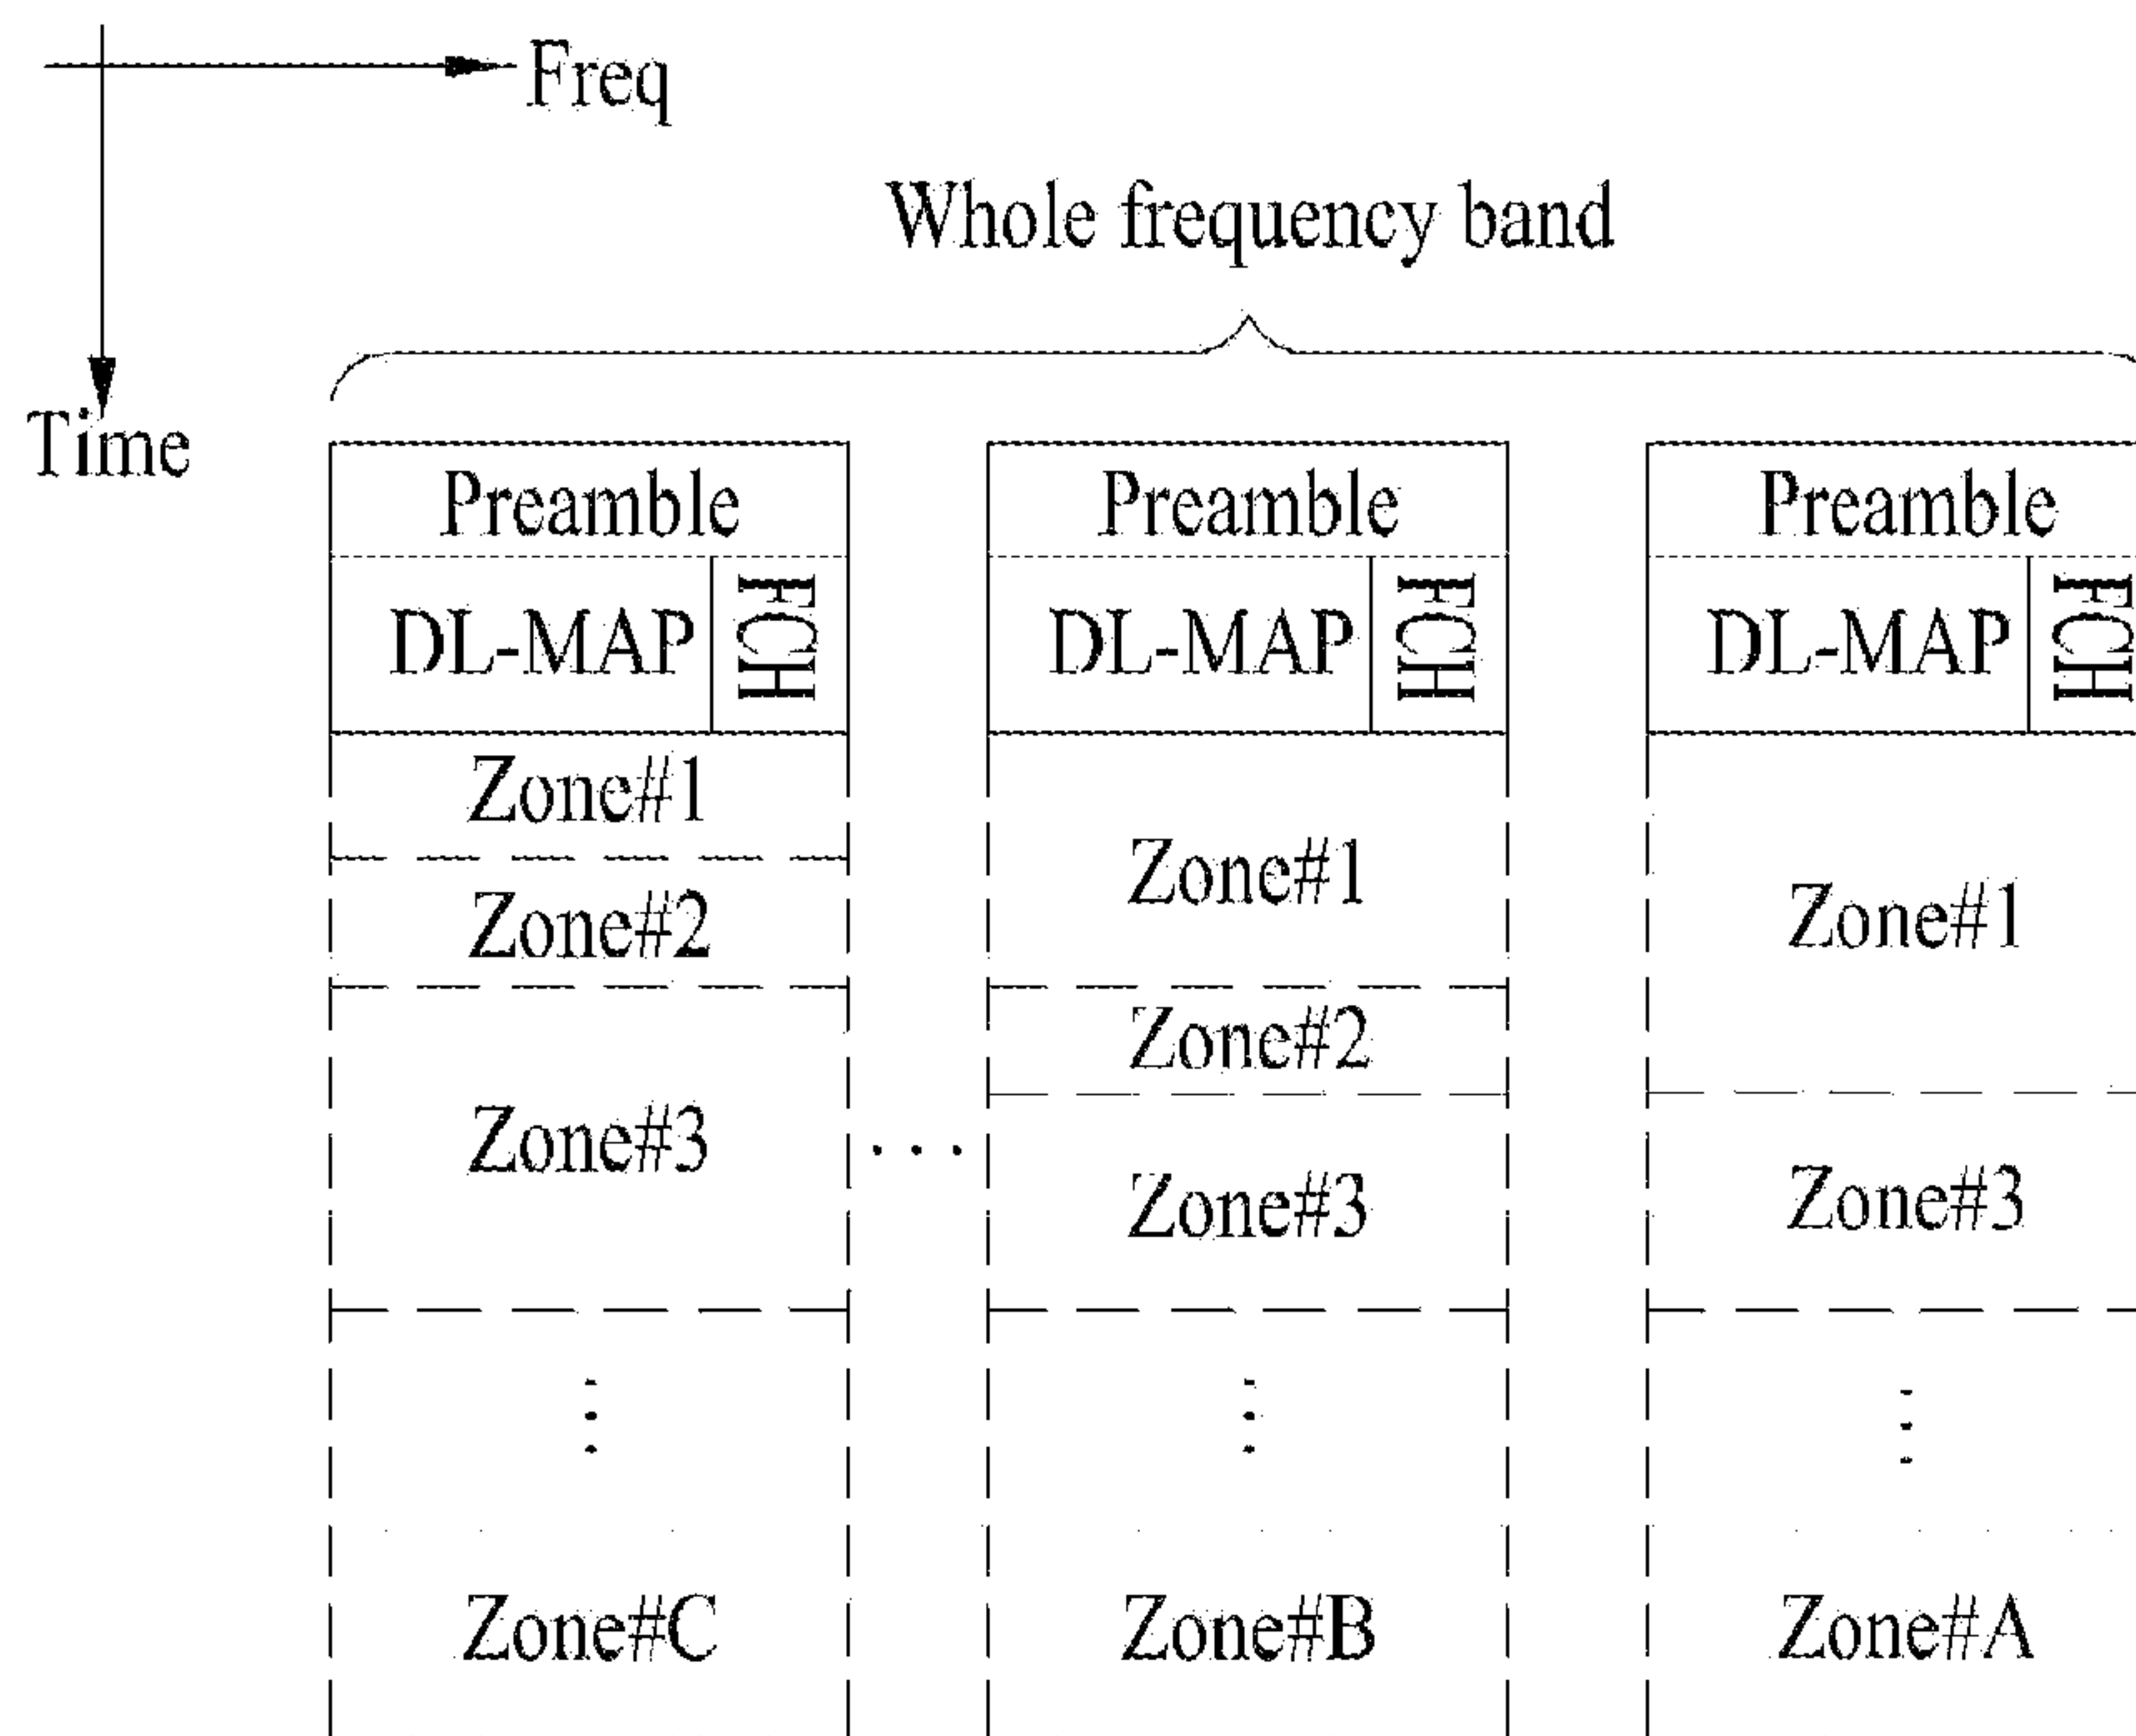 Freq
Time
Whole frequency band
Preamble
DL-MAP
FCH
Zone#1
Zone#2
Zone#3
Zone#C
...
Preamble
DL-MAP
FCH
Zone#1
Zone#2
Zone#3
Zone#B
Preamble
DL-MAP
FCH
Zone#1
Zone#3
Zone#A